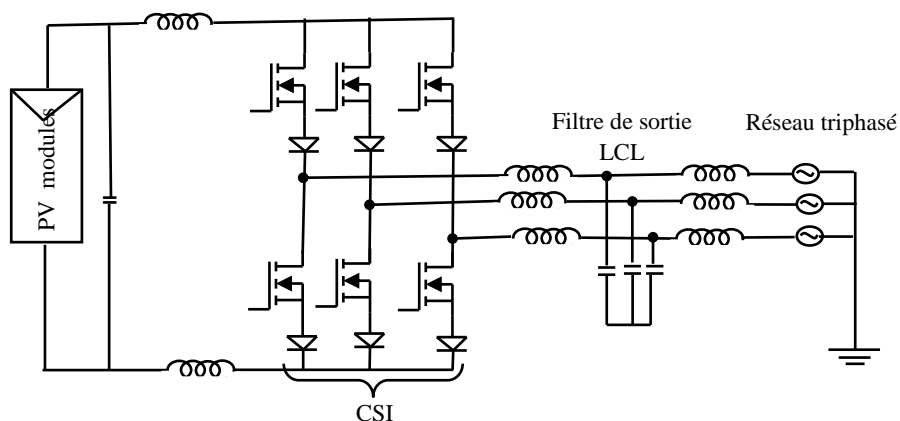 PV modules
Filtre de sortie
LCL
Réseau triphasé
CSI